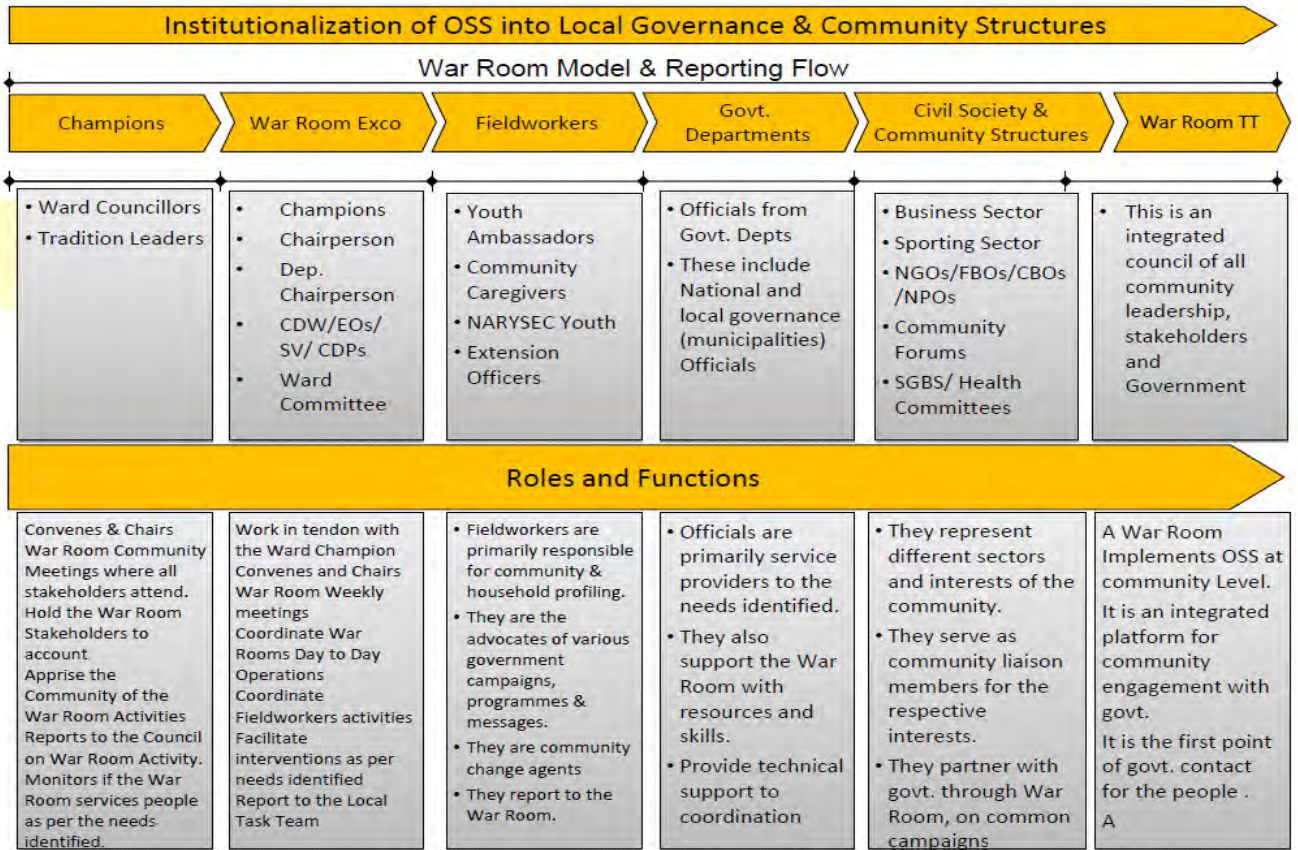 Institutionalization of OSS into Local Governance & Community Structures
War Room Model & Reporting Flow
Champions
War Room Exco
Fieldworkers
Govt.
Departments
Civil Society &
Community Structures
War Room TT
• Ward Councillors
• Tradition Leaders
• Champions
• Chairperson
• Dep.
Chairperson
• CDW/EOs/
SV/ CDPs
• Ward
Committee
• Youth
Ambassadors
• Community
Caregivers
• NARYSEC Youth
• Extension
Officers
• Officials from
Govt. Depts
• These include
National and
local governance
(municipalities)
Officials
• Business Sector
• Sporting Sector
• NGOs/FBOs/CBOs
/NPOs
• Community
Forums
• SGBS/ Health
Committees
• This is an
integrated
council of all
community
leadership,
stakeholders
and
Government
Roles and Functions
Convenes & Chairs
War Room Community
Meetings where all
stakeholders attend.
Hold the War Room
Stakeholders to
account
Apprise the
Community of the
War Room Activities
Reports to the Council
on War Room Activity.
Monitors if the War
Room services people
as per the needs
identified.
Work in tendon with
the Ward Champion
Convenes and Chairs
War Room Weekly
meetings
Coordinate War
Rooms Day to Day
Operations
Coordinate
Fieldworkers activities
Facilitate
interventions as per
needs identified
Report to the Local
Task Team
• Fieldworkers are
primarily responsible
for community &
household profiling.
• They are the
advocates of various
government
campaigns,
programmes &
messages.
• They are community
change agents
• They report to the
War Room.
• Officials are
primarily service
providers to the
needs identified.
• They also
support the War
Room with
resources and
skills.
• Provide technical
support to
coordination
• They represent
different sectors
and interests of the
community.
• They serve as
community liaison
members for the
respective
interests.
• They partner with
govt. through War
Room, on common
campaigns
A War Room
Implements OSS at
community Level.
It is an integrated
platform for
community
engagement with
govt.
It is the first point
of govt. contact
for the people .
A